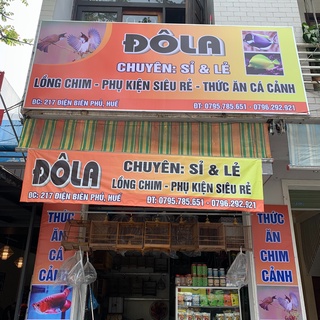 ĐÔLA
CHUYÊN: SỈ & LẺ
LỒNG CHIM - PHỤ KIỆN SIÊU RẺ - THỨC ĂN CÁ CẢNH
ĐC: 217 ĐIỆN BIÊN PHỦ, HUẾ
ĐT: 0795.785.651 - 0796.292.921
ĐÔLA
CHUYÊN: SỈ & LẺ
LỒNG CHIM - PHỤ KIỆN SIÊU RẺ
ĐC: 217 ĐIỆN BIÊN PHỦ, HUẾ
ĐT: 0795.785.651 - 0796.292.921
THỨC
ĂN
CÁ
CẢNH
THỨC
ĂN
CHIM
CẢNH